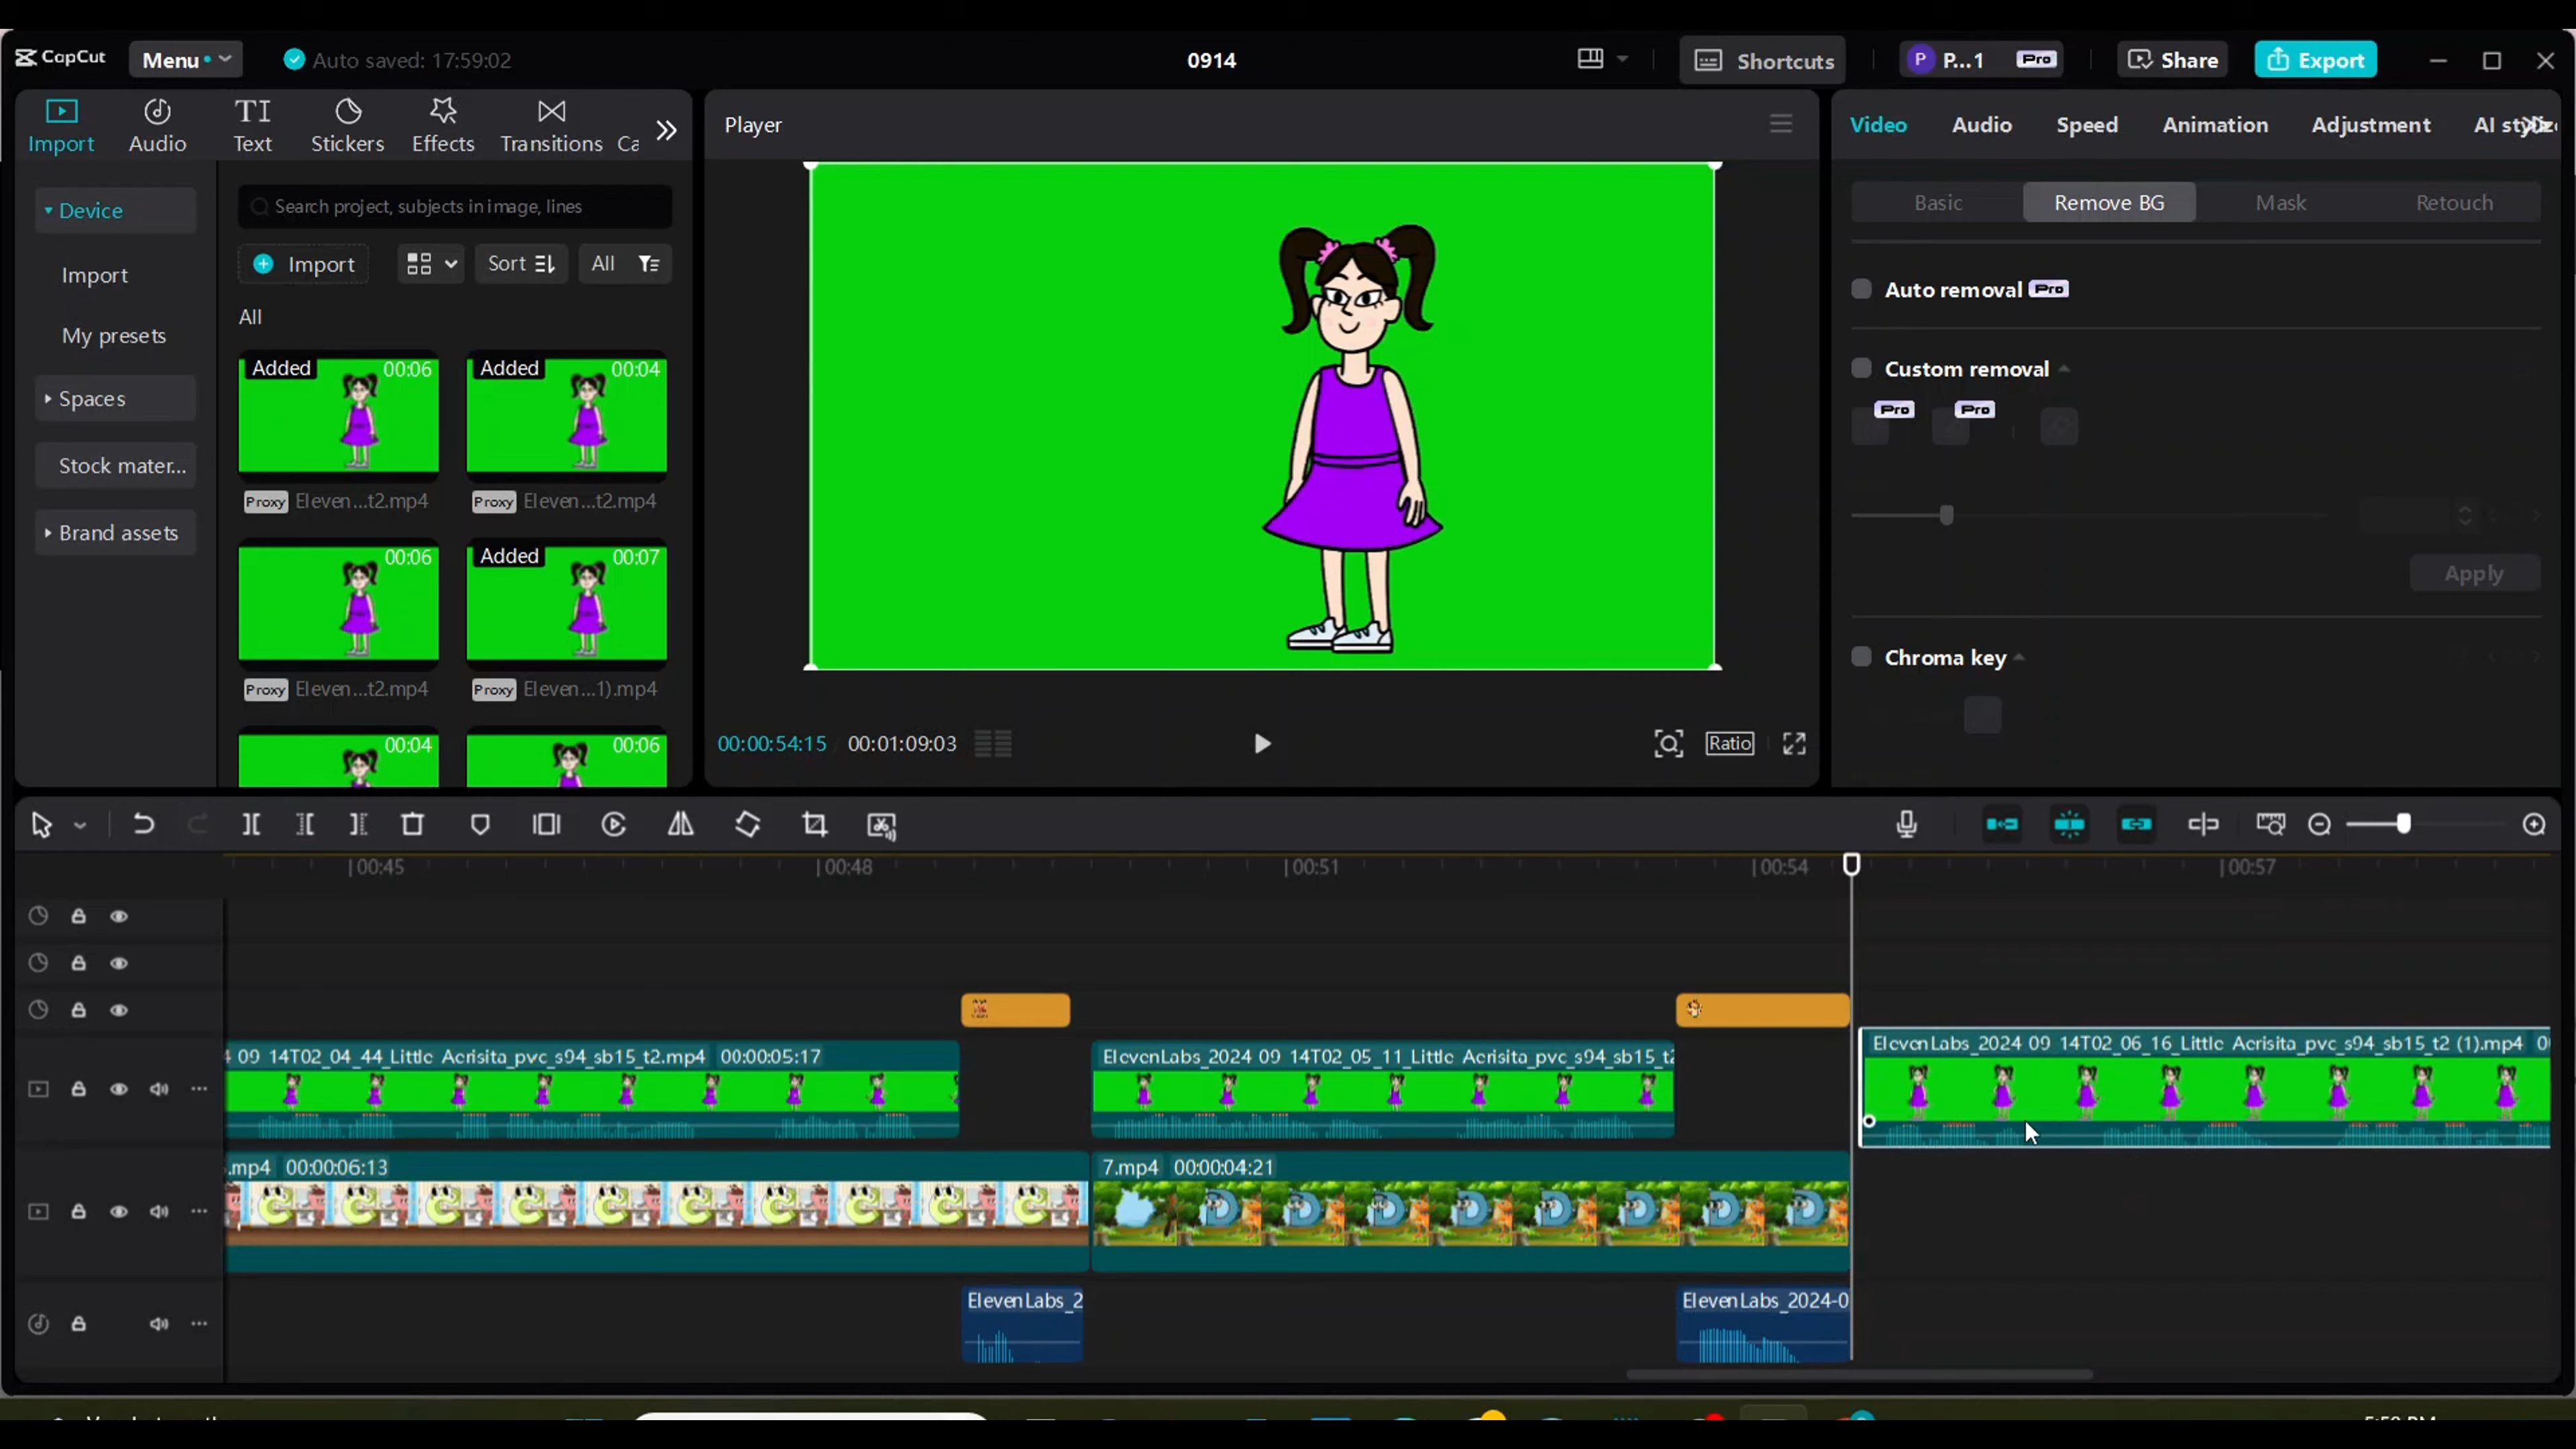 CapCut
Menu
Auto saved: 17:59:02
0914
Shortcuts
P P...1 Pro
Share
Export
Import
Audio
TI
Text
Stickers
Effects
Transitions
Ca
Player
Video
Audio
Speed
Animation
Adjustment
Device
Import
My presets
Spaces
Stock mater...
Brand assets
Search project, subjects in image, lines
Import
Sort
All
All
Added 00:06
Added 00:04
Proxy Eleven...t2.mp4
Proxy Eleven...t2.mp4
00:06
Added 00:07
Proxy Eleven...t2.mp4
Proxy Eleven...1).mp4
00:04
00:06
00:00:54:15
00:01:09:03
Ratio
Basic
Remove BG
Mask
Retouch
Auto removal Pro
Custom removal
Pro
Pro
Apply
Chroma key
00:45
00:48
00:51
00:54
00:57
09 14T02_04_44_Little Aerisita_pvc_s94_sb15_t2.mp4 00:00:05:17
ElevenLabs_2024 09 14T02_05_11_Little Aerisita_pvc_s94_sb15_t2
ElevenLabs_2024 09 14T02_06_16_Little Aerisita_pvc_s94_sb15_t2 (1).mp4
.mp4 00:00:06:13
7.mp4 00:00:04:21
ElevenLabs_2
ElevenLabs_2024-0